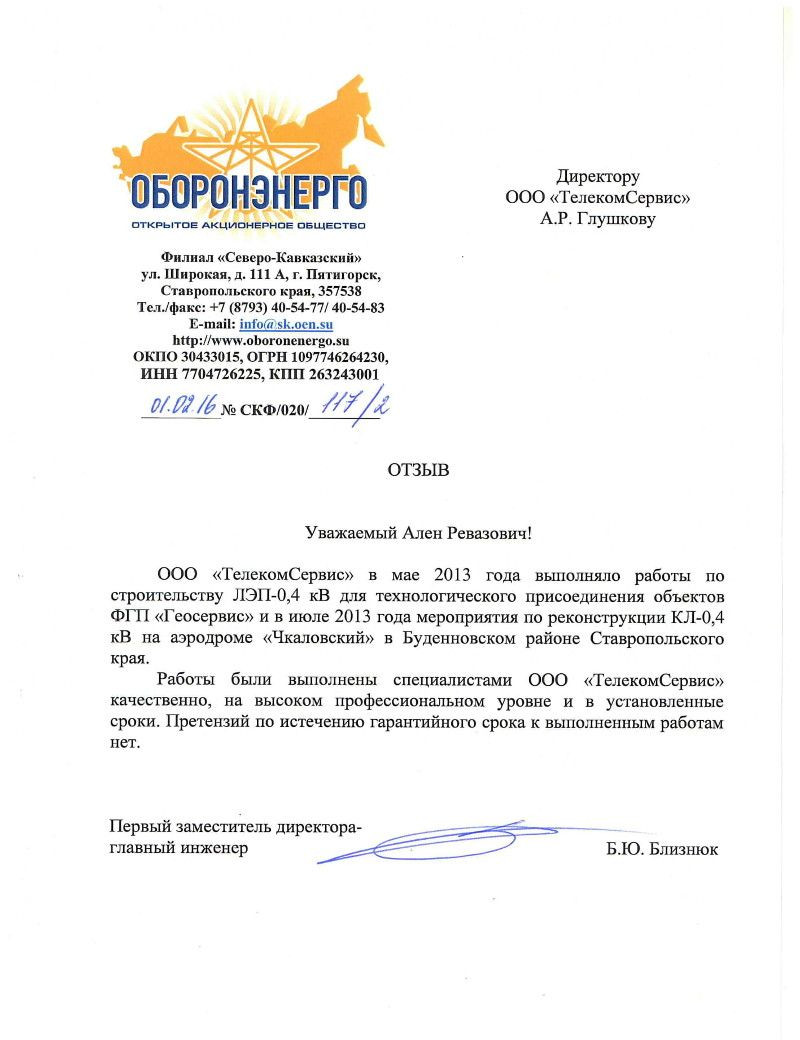 ОБОРОНЭНЕРГО
ОТКРЫТОЕ АКЦИОНЕРНОЕ ОБЩЕСТВО
Филиал «Северо-Кавказский»
ул. Широкая, д. 111 А, г. Пятигорск,
Ставропольского края, 357538
Тел./факс: +7 (8793) 40-54-77/ 40-54-83
E-mail: info@sk.oen.su
http://www.oboronenergo.su
ОКПО 30433015, ОГРН 1097746264230,
ИНН 7704726225, КПП 263243001
01.02.16 № СКФ/020/ 117/2
Директору
ООО «ТелекомСервис»
А.Р. Глушкову
ОТЗЫВ
Уважаемый Ален Ревазович!
ООО «ТелекомСервис» в мае 2013 года выполняло работы по
строительству ЛЭП-0,4 кВ для технологического присоединения объектов
ФГП «Геосервис» и в июле 2013 года мероприятия по реконструкции КЛ-0,4
кВ на аэродроме «Чкаловский» в Буденновском районе Ставропольского
края.
Работы были выполнены специалистами ООО «ТелекомСервис»
качественно, на высоком профессиональном уровне и в установленные
сроки. Претензий по истечению гарантийного срока к выполненным работам
нет.
Первый заместитель директора-
главный инженер
Б.Ю. Близнюк